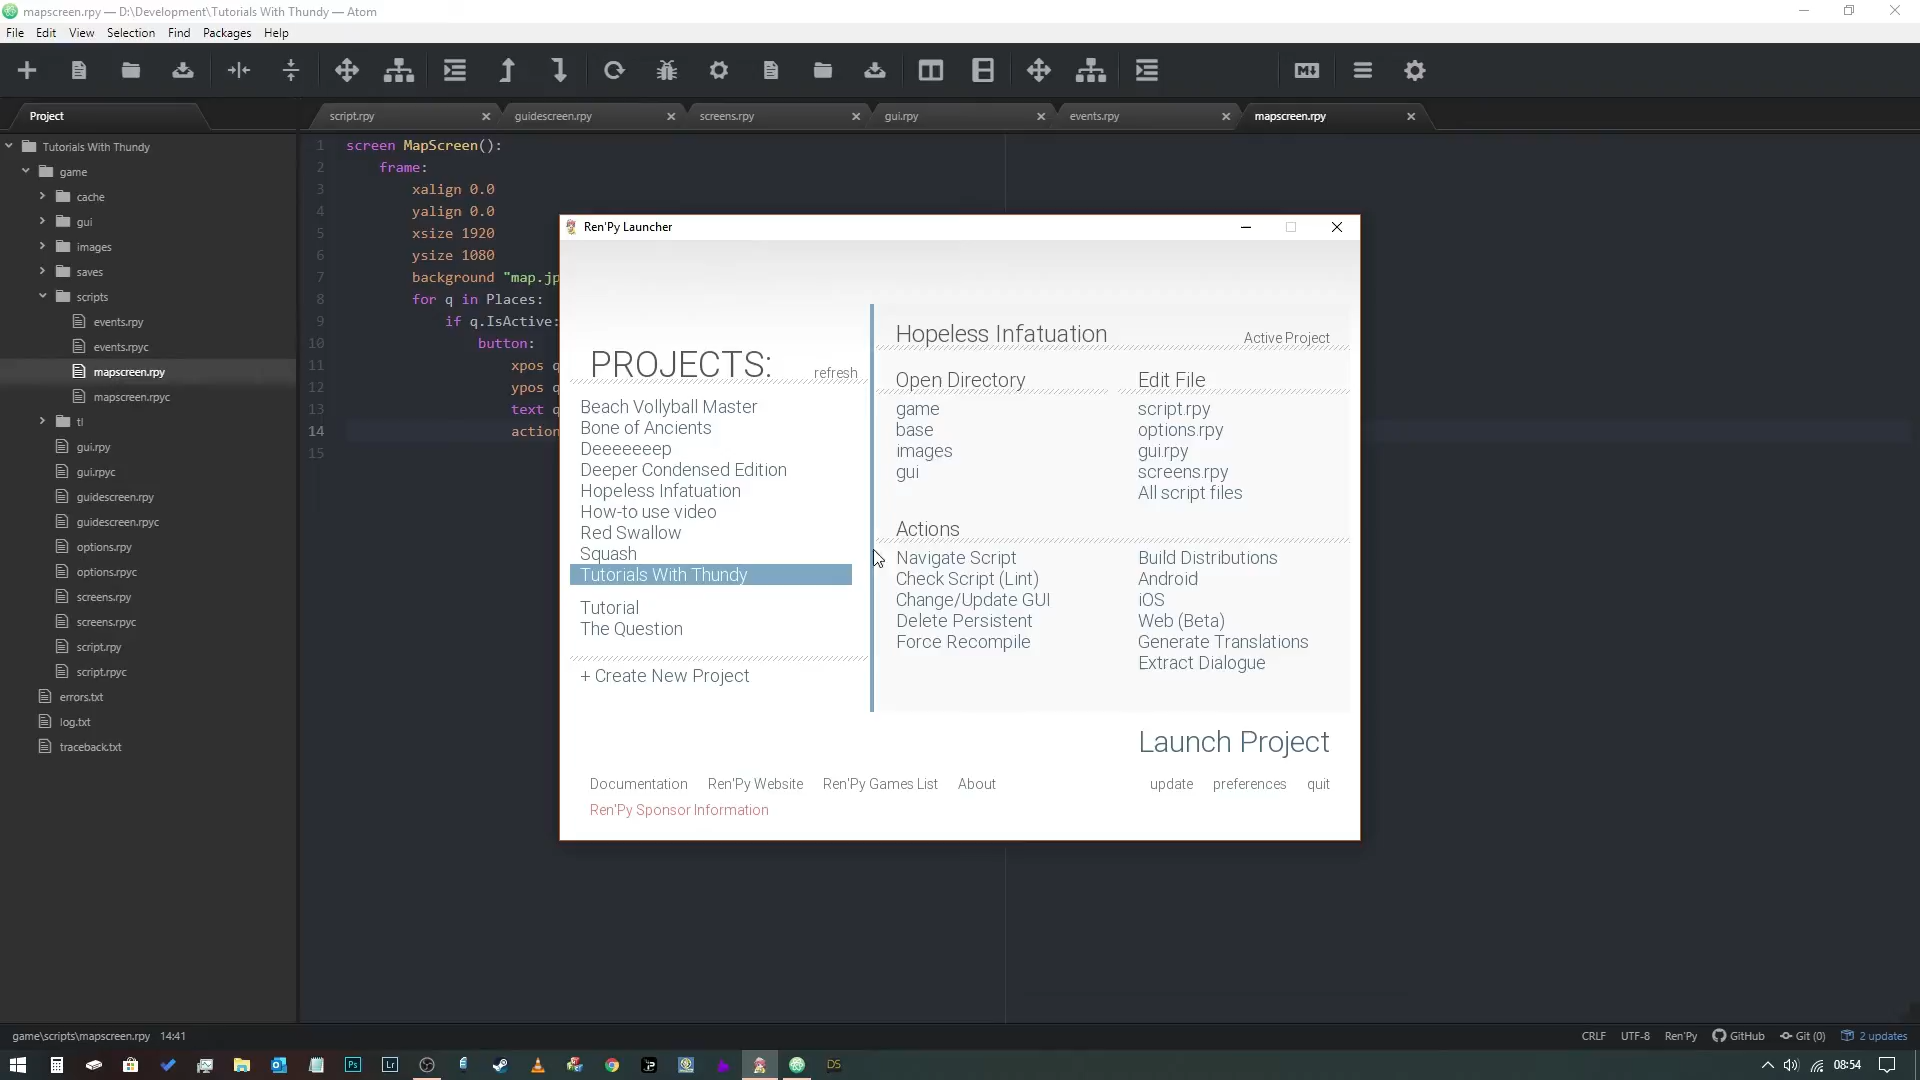 mapscreen.rpy — D:\Development\Tutorials With Thundy — Atom
File Edit View Selection Find Packages Help
Project
script.rpy
guidescreen.rpy
screens.rpy
gui.rpy
events.rpy
mapscreen.rpy
Tutorials With Thundy
game
cache
gui
images
saves
scripts
events.rpy
events.rpyc
mapscreen.rpy
mapscreen.rpyc
tl
gui.rpy
gui.rpyc
guidescreen.rpy
guidescreen.rpyc
options.rpy
options.rpyc
screens.rpy
screens.rpyc
script.rpy
script.rpyc
errors.txt
log.txt
traceback.txt
1 screen MapScreen():
2 frame:
3 xalign 0.0
4 yalign 0.0
5 xsize 1920
6 ysize 1080
7 background "map.jp
8 for q in Places:
9 if q.IsActive:
10 button:
11 xpos q
12 ypos q
13 text q
14 action
15
Ren'Py Launcher
PROJECTS:
refresh
Beach Vollyball Master
Bone of Ancients
Deeeeeeep
Deeper Condensed Edition
Hopeless Infatuation
How-to use video
Red Swallow
Squash
Tutorials With Thundy
Tutorial
The Question
+ Create New Project
Hopeless Infatuation
Active Project
Open Directory
game
base
images
gui
Edit File
script.rpy
options.rpy
gui.rpy
screens.rpy
All script files
Actions
Navigate Script
Check Script (Lint)
Change/Update GUI
Delete Persistent
Force Recompile
Build Distributions
Android
iOS
Web (Beta)
Generate Translations
Extract Dialogue
Launch Project
Documentation Ren'Py Website Ren'Py Games List About
update preferences quit
Ren'Py Sponsor Information
game\scripts\mapscreen.rpy 14:41
CRLF UTF-8 Ren'Py GitHub Git (0) 2 updates
Ps
Lr
DS
08:54